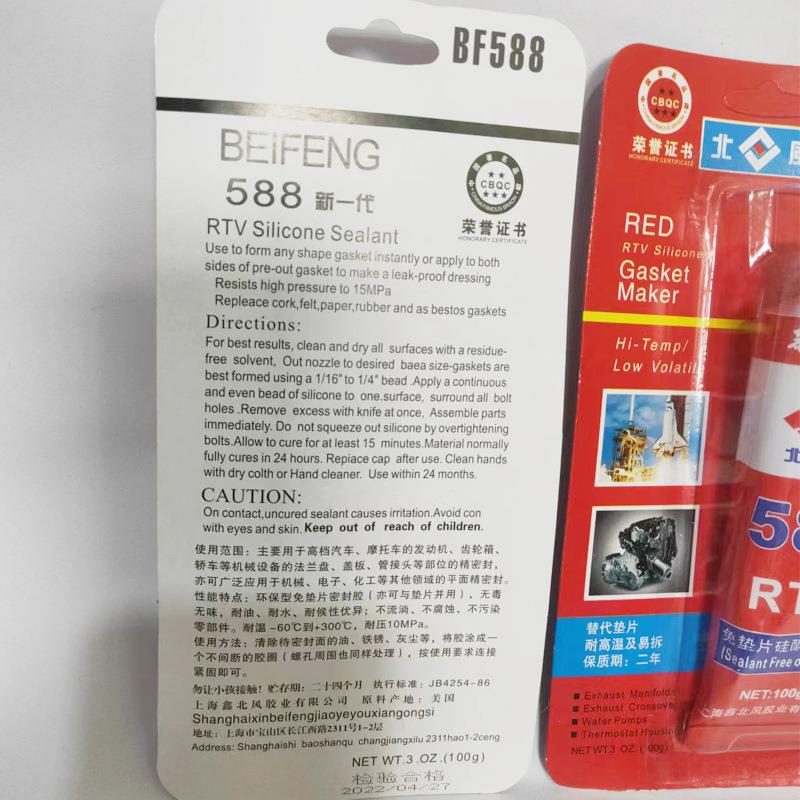 BF588
BEIFENG
588 新一代
CBQC
荣誉证书
HONORARY CERTIFICATE
RTV Silicone Sealant
Use to form any shape gasket instantly or apply to both
sides of pre-out gasket to make a leak-proof dressing
Resists high pressure to 15MPa
Repleace cork,felt,paper,rubber and as bestos gaskets
Directions:
For best results, clean and dry all surfaces with a residue-
free solvent, Out nozzle to desired baea size-gaskets are
best formed using a 1/16" to 1/4" bead .Apply a continuous
and even bead of silicone to one.surface, surround all bolt
holes .Remove excess with knife at once, Assemble parts
immediately. Do not squeeze out silicone by overtightening
bolts.Allow to cure for at least 15 minutes.Material normally
fully cures in 24 hours. Repiace cap after use. Clean hands
with dry colth or Hand cleaner. Use within 24 months.
CAUTION:
On contact,uncured sealant causes irritation.Avoid con
with eyes and skin. Keep out of reach of children.
使用范围：主要用于高档汽车、摩托车的发动机、齿轮箱、
轿车等机械设备的法兰盘、盖板、管接头等部位的精密封，
亦可广泛应用于机械、电子、化工等其他领域的平面精密封。
性能特点：环保型免垫片密封胶（亦可与垫片并用），无毒
无味，耐油、耐水、耐候性优异；不流淌、不腐蚀、不污染
零部件。耐温 -60℃到+300℃，耐压10MPa。
使用方法：清除待密封面的油、铁锈、灰尘等，将胶涂成一
个不间断的胶圈（螺孔周围也同样处理），按使用要求连接
紧固即可。
勿让小孩接触！贮存期：二十四个月 执行标准：JB4254-86
上海鑫北风胶业有限公司 原料产地：美国
Shanghaixinbeifengjiaoyeyouxiangongsi
地址：上海市宝山区长江西路2311号1-2层
Address: Shanghaishi baoshanqu changjiangxilu 2311hao1-2ceng
NET WT.3 .OZ.(100g)
检验合格
2022/04/27
CBQC
荣誉证书
HONORARY CERTIFICATE
北
RED
RTV Silicone
Gasket
Maker
Hi-Temp/
Low Volatil
替代垫片
耐高温及易拆
保质期：二年
Exhaust Manifolds
Exhaust Crossover
Water Pumps
Thermostat Housing
NET WT.3 OZ. (100g)
北
58
RT
免垫片硅酮
(Sealant Free o
NET:100g
上海鑫北风胶业有